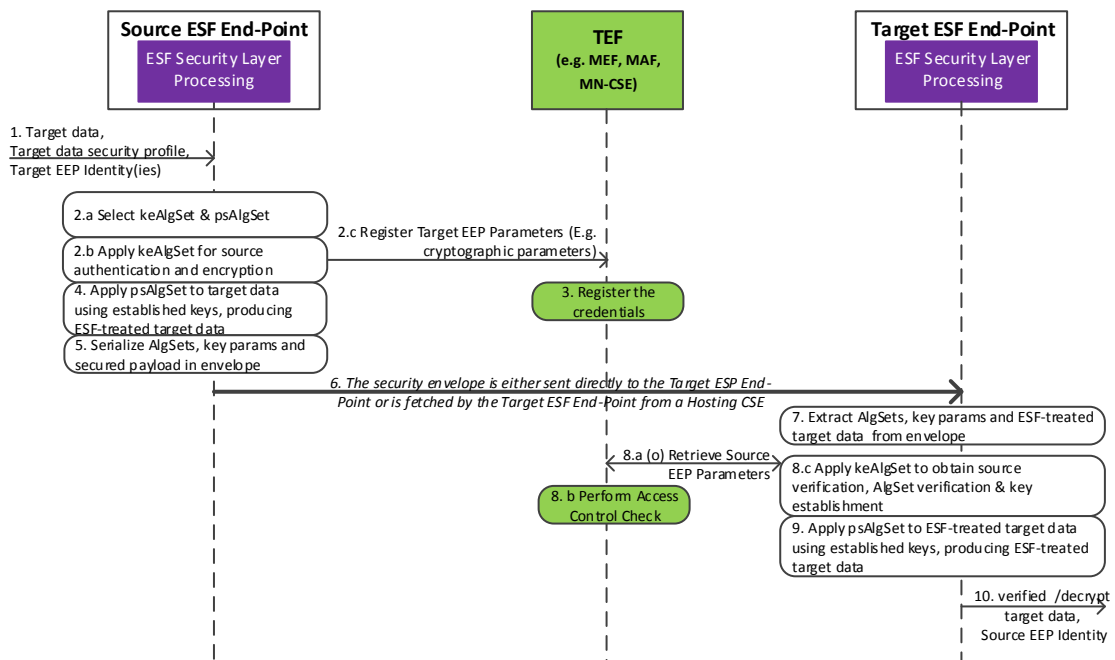 Source ESF End-Point
ESF Security Layer
Processing
TEF
(e.g. MEF, MAF,
MN-CSE)
Target ESF End-Point
ESF Security Layer
Processing
1. Target data,
Target data security profile,
Target EEP Identity(ies)
2.a Select keAlgSet & psAlgSet
2.b Apply keAlgSet for source
authentication and encryption
2.c Register Target EEP Parameters (E.g.
cryptographic parameters)
3. Register the
credentials
4. Apply psAlgSet to target data
using established keys, producing
ESF-treated target data
5. Serialize AlgSets, key params and
secured payload in envelope
6. The security envelope is either sent directly to the Target ESP End-
Point or is fetched by the Target ESF End-Point from a Hosting CSE
7. Extract AlgSets, key params and ESF-treated
target data from envelope
8.a (o) Retrieve Source
EEP Parameters
8. b Perform Access
Control Check
8.c Apply keAlgSet to obtain source
verification, AlgSet verification & key
establishment
9. Apply psAlgSet to ESF-treated target data
using established keys, producing ESF-treated
target data
10. verified /decrypt
target data,
Source EEP Identity